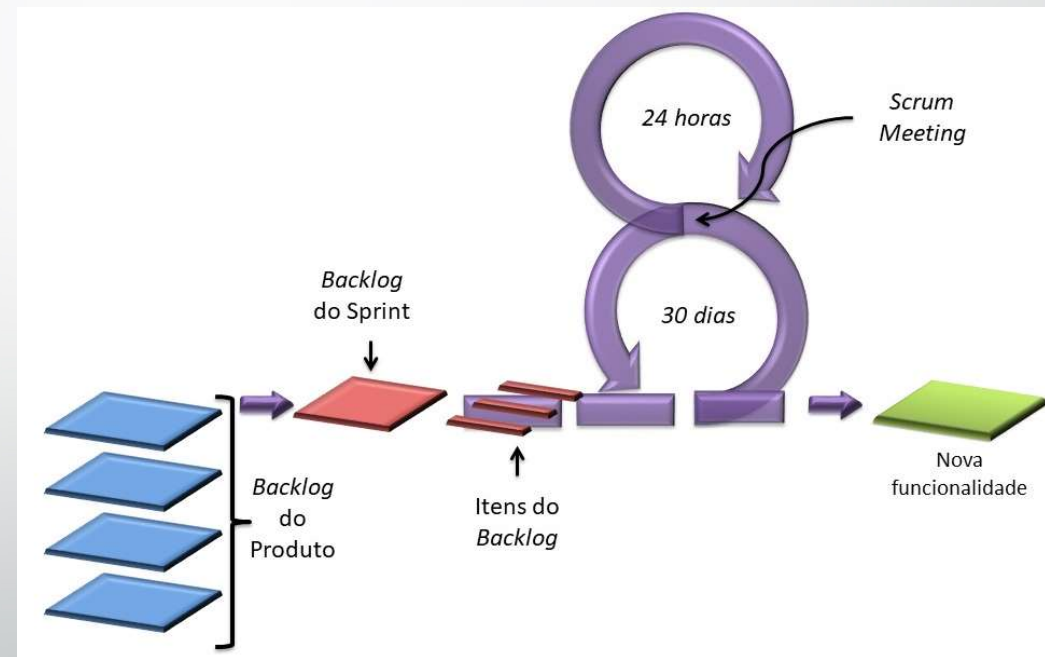 24 horas
Scrum
Meeting
Backlog
do Sprint
30 dias
Backlog
do
Produto
Itens do
Backlog
Nova
funcionalidade